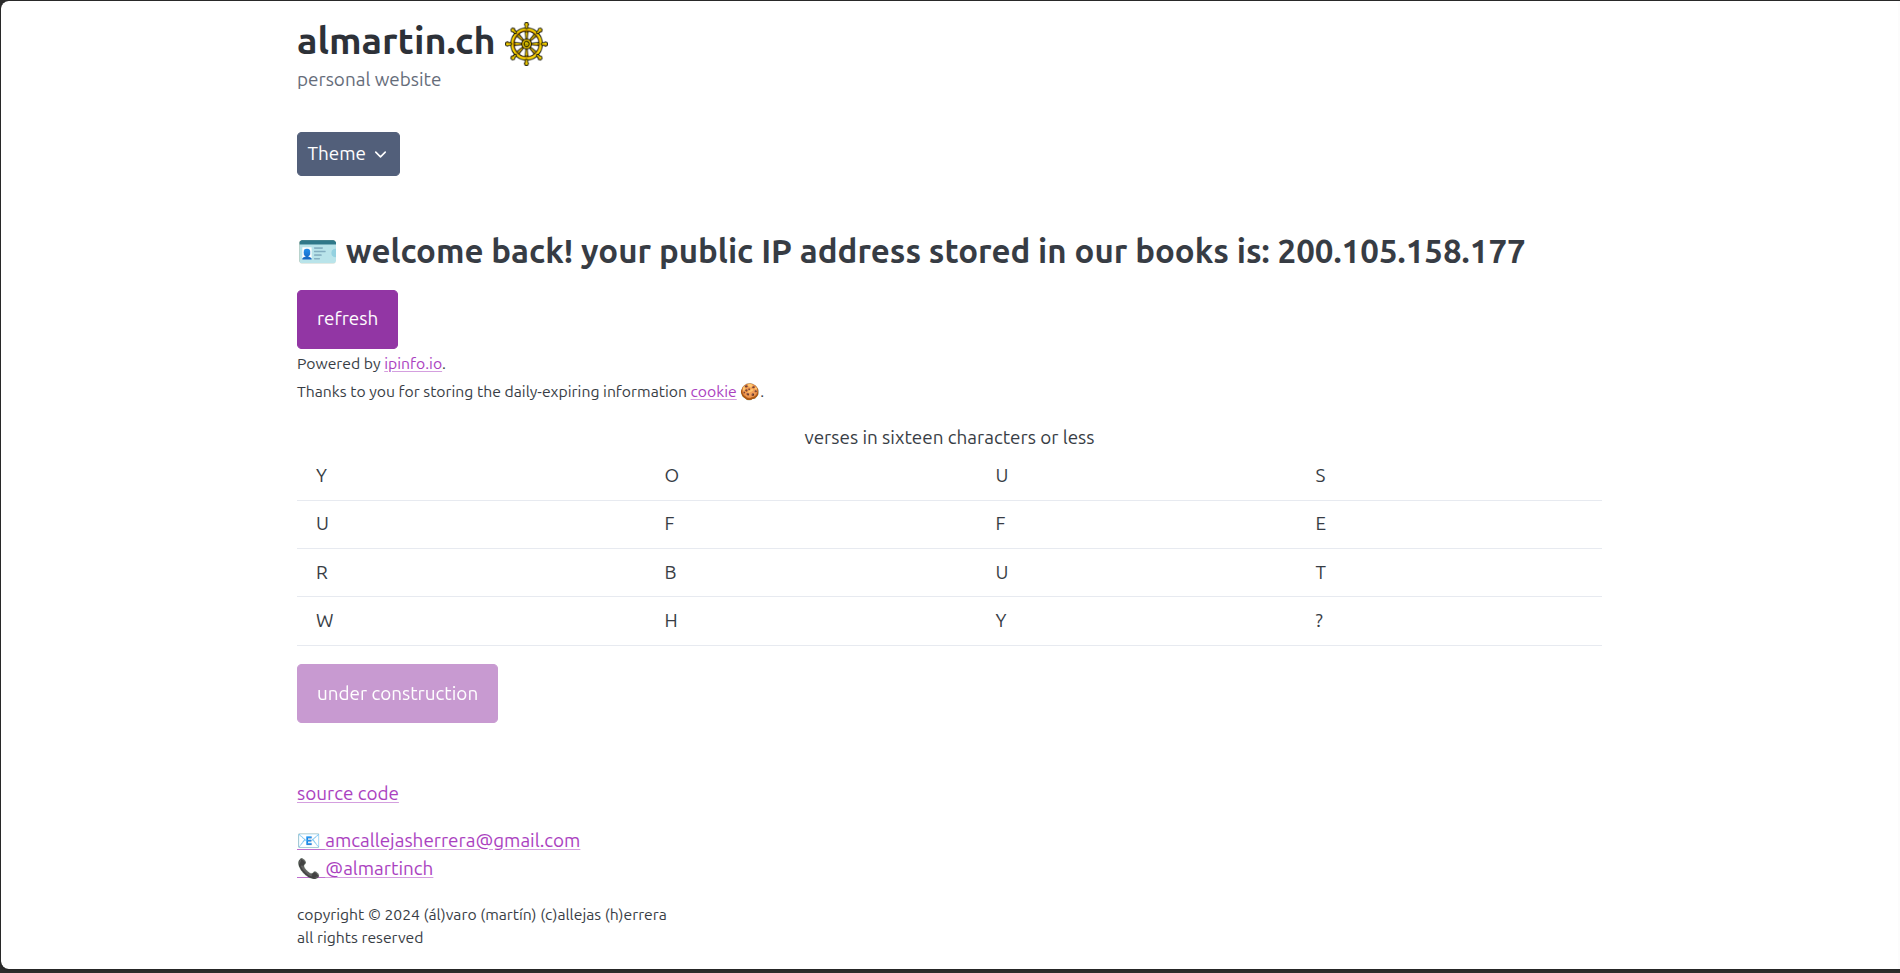 almartin.ch
personal website
Theme
welcome back! your public IP address stored in our books is: 200.105.158.177
refresh
Powered by ipinfo.io.
Thanks to you for storing the daily-expiring information cookie 🍪.
verses in sixteen characters or less
Y O U S
U F F E
R B U T
W H Y ?
under construction
source code
📧 amcallejasherrera@gmail.com
📞 @almartinch
copyright © 2024 (ál)varo (martín) (c)allejas (h)errera
all rights reserved